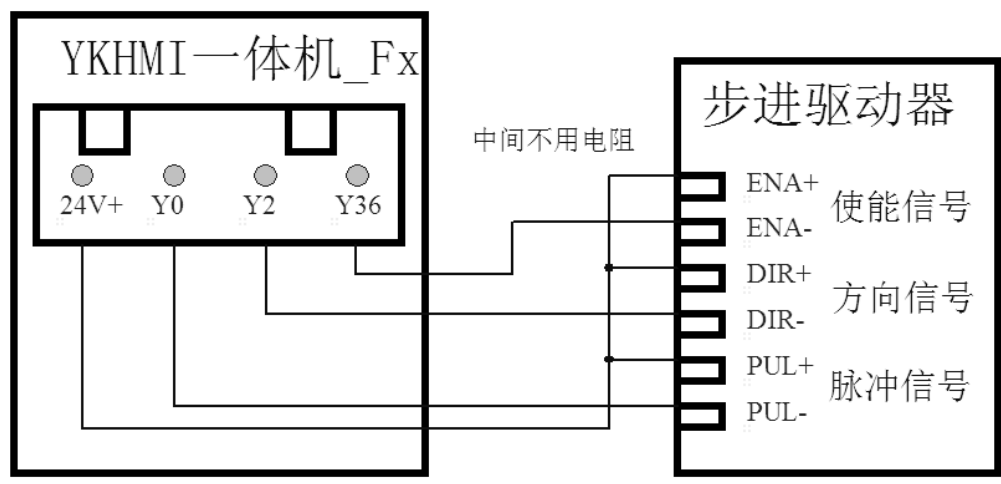 YKHMI一体机_Fx
24V+ Y0 Y2 Y36
中间不用电阻
步进驱动器
ENA+
使能信号
ENA-
DIR+
方向信号
DIR-
PUL+
脉冲信号
PUL-